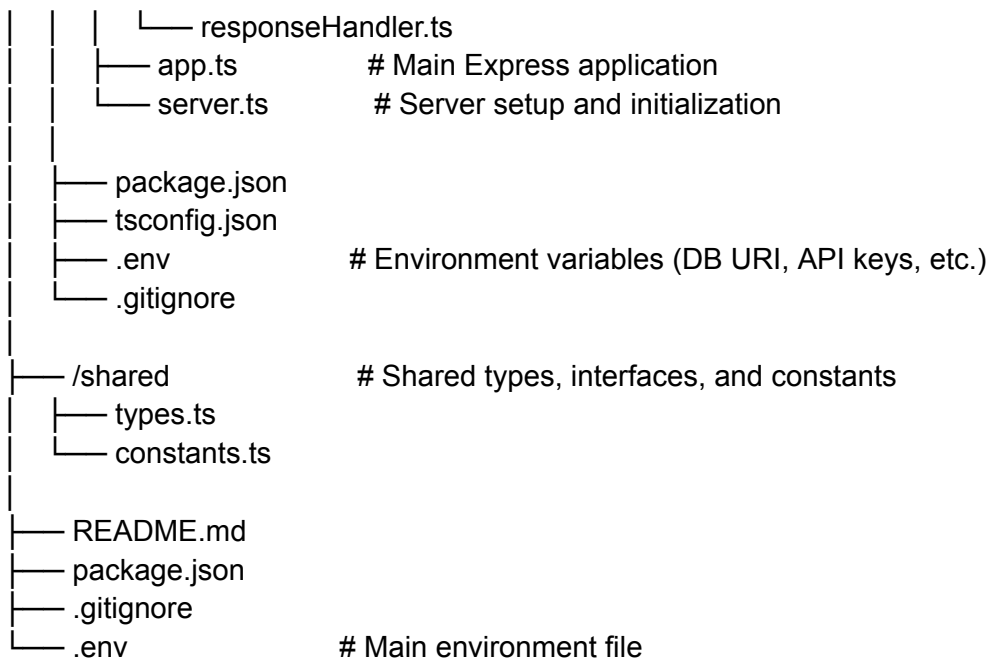 │ │ │ └── responseHandler.ts
│ │ ├── app.ts # Main Express application
│ │ └── server.ts # Server setup and initialization
│ │
│ ├── package.json
│ ├── tsconfig.json
│ ├── .env # Environment variables (DB URI, API keys, etc.)
│ └── .gitignore
│
├── /shared # Shared types, interfaces, and constants
│ ├── types.ts
│ └── constants.ts
│
├── README.md
├── package.json
├── .gitignore
└── .env # Main environment file